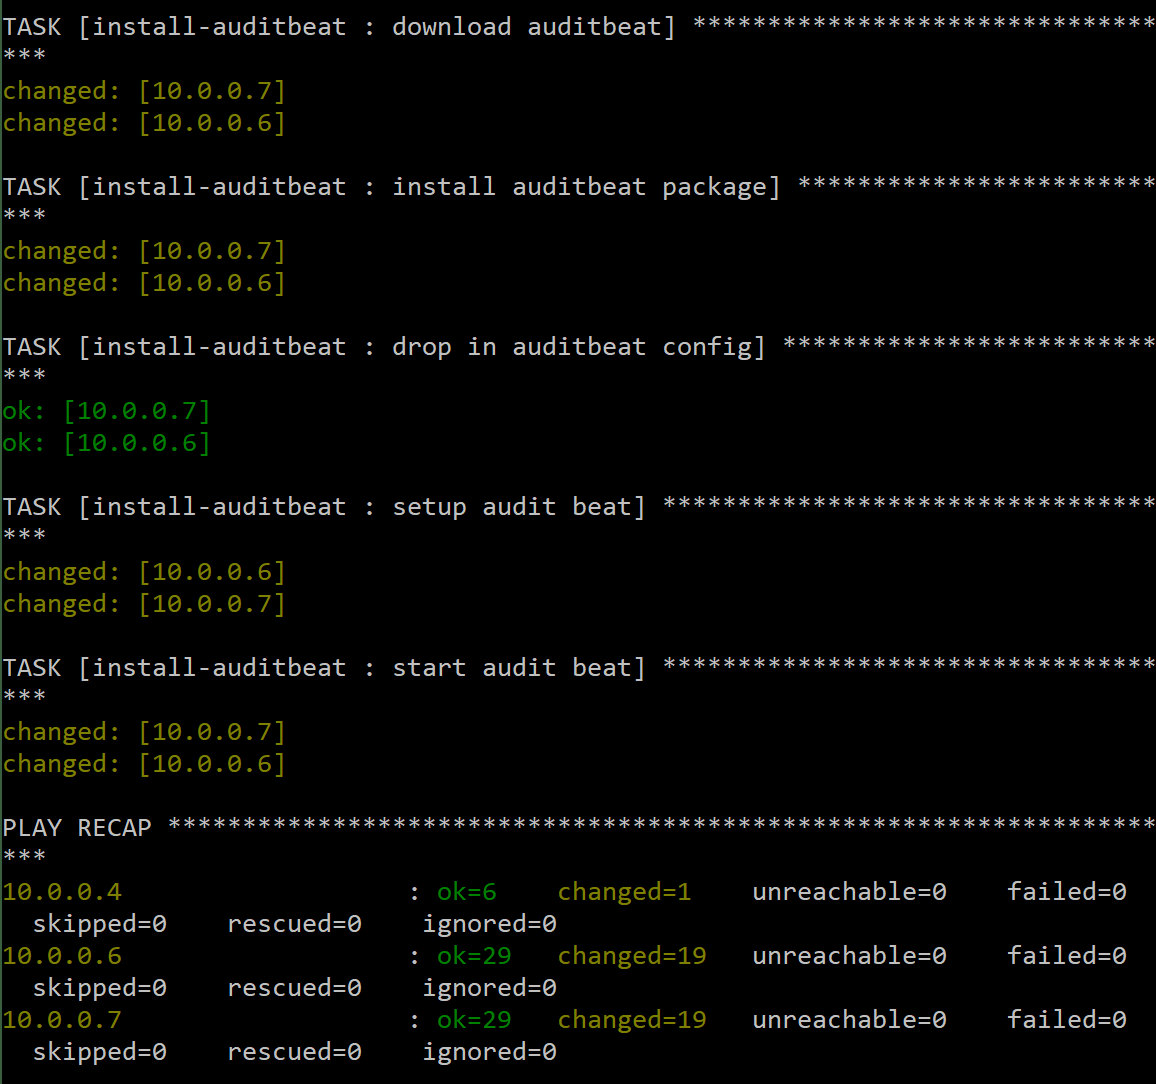 TASK [install-auditbeat : download auditbeat] *******************************
***
changed: [10.0.0.7]
changed: [10.0.0.6]
TASK [install-auditbeat : install auditbeat package] ************************
***
changed: [10.0.0.7]
changed: [10.0.0.6]
TASK [install-auditbeat : drop in auditbeat config] *************************
***
ok: [10.0.0.7]
ok: [10.0.0.6]
TASK [install-auditbeat : setup audit beat] *********************************
***
changed: [10.0.0.6]
changed: [10.0.0.7]
TASK [install-auditbeat : start audit beat] *********************************
***
changed: [10.0.0.7]
changed: [10.0.0.6]
PLAY RECAP ******************************************************************
***
10.0.0.4                   : ok=6    changed=1    unreachable=0    failed=0
  skipped=0    rescued=0    ignored=0
10.0.0.6                   : ok=29   changed=19   unreachable=0    failed=0
  skipped=0    rescued=0    ignored=0
10.0.0.7                   : ok=29   changed=19   unreachable=0    failed=0
  skipped=0    rescued=0    ignored=0